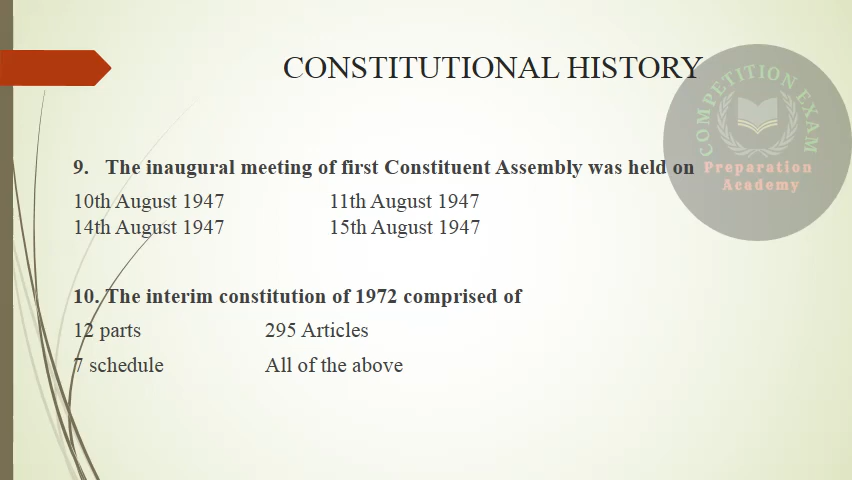 CONSTITUTIONAL HISTORY
COMPETITION EXAM
Preparation
Academy
9. The inaugural meeting of first Constituent Assembly was held on
10th August 1947 11th August 1947
14th August 1947 15th August 1947
10. The interim constitution of 1972 comprised of
12 parts 295 Articles
7 schedule All of the above